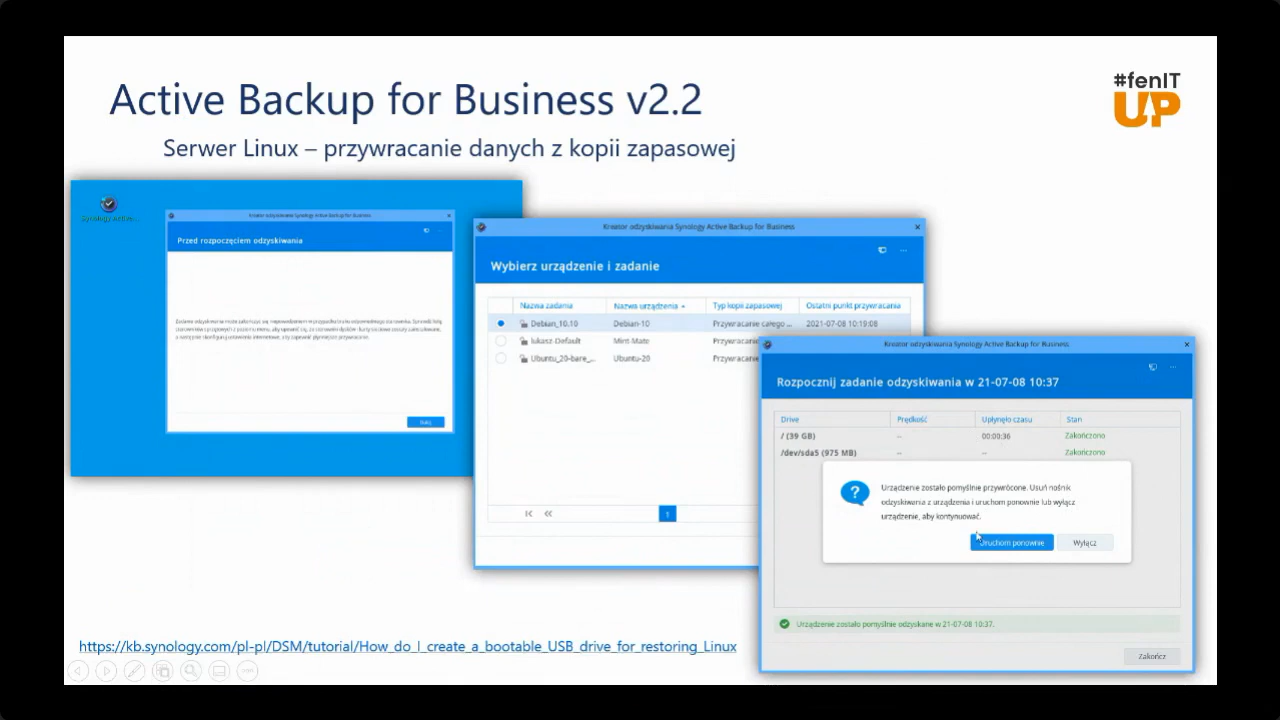 Active Backup for Business v2.2
#fenIT
UP
Serwer Linux – przywracanie danych z kopii zapasowej
Synology Active...
Kreator odzyskiwania Synology Active Backup for Business
Przed rozpoczęciem odzyskiwania
Dalej
Kreator odzyskiwania Synology Active Backup for Business
Wybierz urządzenie i zadanie
Nazwa zadania Nazwa urządzenia Typ kopii zapasowej Ostatni punkt przywracania
Debian_10.10 Debian-10 Przywracanie całego ... 2021-07-08 10:19:08
lukasz-Default Mint-Mate Przywracanie
Ubuntu_20-bare_... Ubuntu-20 Przywracanie
1
Kreator odzyskiwania Synology Active Backup for Business
Rozpocznij zadanie odzyskiwania w 21-07-08 10:37
Drive Prędkość Upłynęło czasu Stan
/ (39 GB) -- 00:00:36 Zakończono
/dev/sda5 (975 MB) -- -- Zakończono
Urządzenie zostało pomyślnie przywrócone. Usuń nośnik
odzyskiwania z urządzenia i uruchom ponownie lub wyłącz
urządzenie, aby kontynuować.
Uruchom ponownie Wyłącz
Urządzenie zostało pomyślnie odzyskane w 21-07-08 10:37.
Zakończ
https://kb.synology.com/pl-pl/DSM/tutorial/How_do_I_create_a_bootable_USB_drive_for_restoring_Linux